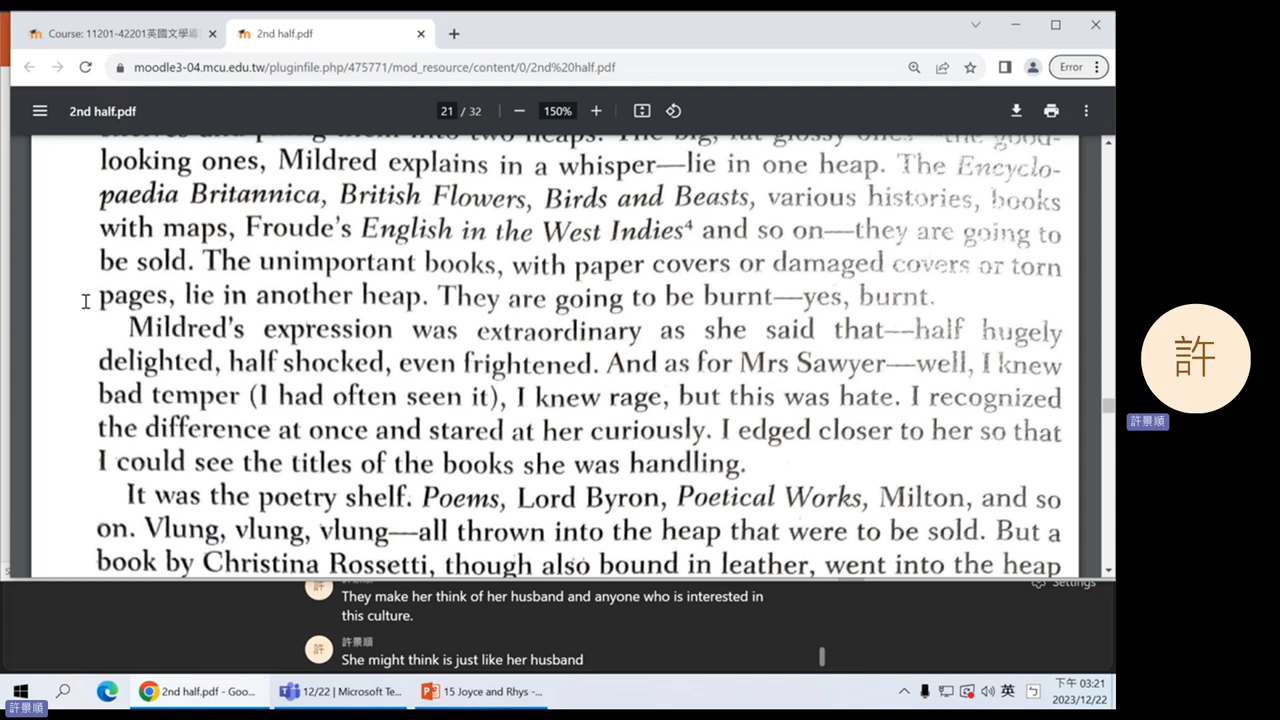 Course: 11201-42201英國文學導
2nd half.pdf
moodle3-04.mcu.edu.tw/pluginfile.php/475771/mod_resource/content/0/2nd%20half.pdf
Error
2nd half.pdf
21 / 32
150%
looking ones, Mildred explains in a whisper—lie in one heap. The Encyclo-
paedia Britannica, British Flowers, Birds and Beasts, various histories, books
with maps, Froude's English in the West Indies⁴ and so on—they are going to
be sold. The unimportant books, with paper covers or damaged covers or torn
pages, lie in another heap. They are going to be burnt—yes, burnt.
Mildred's expression was extraordinary as she said that—half hugely
delighted, half shocked, even frightened. And as for Mrs Sawyer—well, I knew
bad temper (I had often seen it), I knew rage, but this was hate. I recognized
the difference at once and stared at her curiously. I edged closer to her so that
I could see the titles of the books she was handling.
It was the poetry shelf. Poems, Lord Byron, Poetical Works, Milton, and so
on. Vlung, vlung, vlung—all thrown into the heap that were to be sold. But a
book by Christina Rossetti, though also bound in leather, went into the heap
Settings
許
They make her think of her husband and anyone who is interested in
this culture.
許景順
許
She might think is just like her husband
許
許景順
2nd half.pdf - Goo...
12/22 | Microsoft Te...
15 Joyce and Rhys -...
英
下午 03:21
2023/12/22
許景順